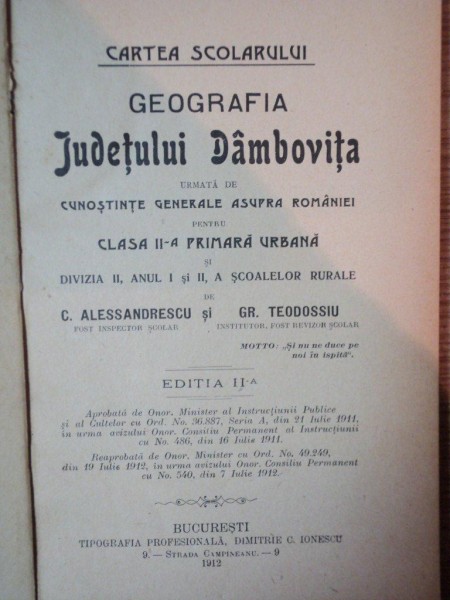 CARTEA SCOLARULUI
GEOGRAFIA
Județului Dâmbovița
URMATĂ DE
CUNOȘTINȚE GENERALE ASUPRA ROMÂNIEI
PENTRU
CLASA II-A PRIMARĂ URBANĂ
ȘI
DIVIZIA II, ANUL I și II, A ȘCOALELOR RURALE
DE
C. ALESSANDRESCU și GR. TEODOSSIU
FOST INSPECTOR ȘCOLAR INSTITUTOR, FOST REVIZOR ȘCOLAR
MOTTO: „Și nu ne duce pe
noi în ispită".
EDITIA II-A
Aprobată de Onor. Minister al Instrucțiunii Publice
și al Cultelor cu Ord. No. 36.887, Seria A, din 21 Iulie 1911,
in urma avizului Onor. Consiliu Permanent al Instrucțiunii
cu No. 486, din 16 Iulie 1911.
Reaprobată de Onor. Minister cu Ord. No. 49.249,
din 19 Iulie 1912, in urma avizului Onor. Consiliu Permanent
cu No. 540, din 7 Iulie 1912.
BUCUREȘTI
TIPOGRAFIA PROFESIONALĂ, DIMITRIE C. IONESCU
9. — STRADA CÂMPINEANU. — 9
1912